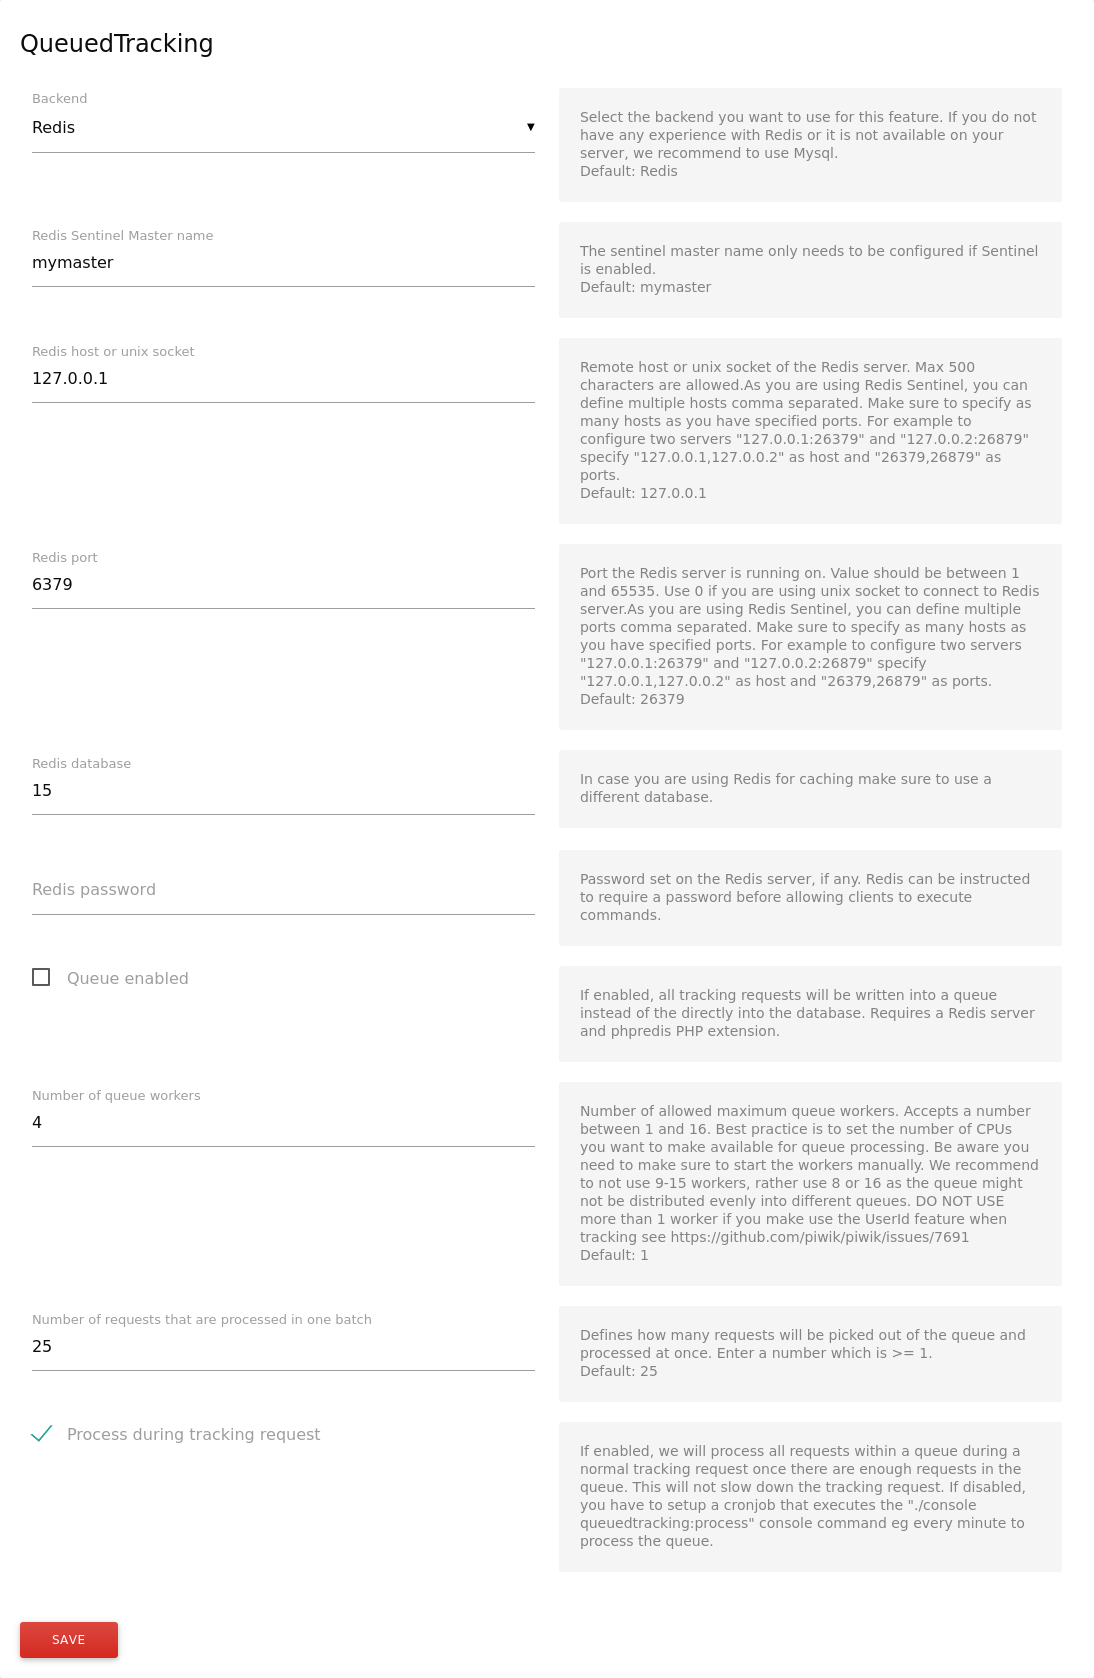 QueuedTracking
Backend
Redis
Select the backend you want to use for this feature. If you do not
have any experience with Redis or it is not available on your
server, we recommend to use Mysql.
Default: Redis
Redis Sentinel Master name
mymaster
The sentinel master name only needs to be configured if Sentinel
is enabled.
Default: mymaster
Redis host or unix socket
127.0.0.1
Remote host or unix socket of the Redis server. Max 500
characters are allowed.As you are using Redis Sentinel, you can
define multiple hosts comma separated. Make sure to specify as
many hosts as you have specified ports. For example to
configure two servers "127.0.0.1:26379" and "127.0.0.2:26879"
specify "127.0.0.1,127.0.0.2" as host and "26379,26879" as
ports.
Default: 127.0.0.1
Redis port
6379
Port the Redis server is running on. Value should be between 1
and 65535. Use 0 if you are using unix socket to connect to Redis
server.As you are using Redis Sentinel, you can define multiple
ports comma separated. Make sure to specify as many hosts as
you have specified ports. For example to configure two servers
"127.0.0.1:26379" and "127.0.0.2:26879" specify
"127.0.0.1,127.0.0.2" as host and "26379,26879" as ports.
Default: 26379
Redis database
15
In case you are using Redis for caching make sure to use a
different database.
Redis password
Password set on the Redis server, if any. Redis can be instructed
to require a password before allowing clients to execute
commands.
Queue enabled
If enabled, all tracking requests will be written into a queue
instead of the directly into the database. Requires a Redis server
and phpredis PHP extension.
Number of queue workers
4
Number of allowed maximum queue workers. Accepts a number
between 1 and 16. Best practice is to set the number of CPUs
you want to make available for queue processing. Be aware you
need to make sure to start the workers manually. We recommend
to not use 9-15 workers, rather use 8 or 16 as the queue might
not be distributed evenly into different queues. DO NOT USE
more than 1 worker if you make use the UserId feature when
tracking see https://github.com/piwik/piwik/issues/7691
Default: 1
Number of requests that are processed in one batch
25
Defines how many requests will be picked out of the queue and
processed at once. Enter a number which is >= 1.
Default: 25
Process during tracking request
If enabled, we will process all requests within a queue during a
normal tracking request once there are enough requests in the
queue. This will not slow down the tracking request. If disabled,
you have to setup a cronjob that executes the "./console
queuedtracking:process" console command eg every minute to
process the queue.
SAVE